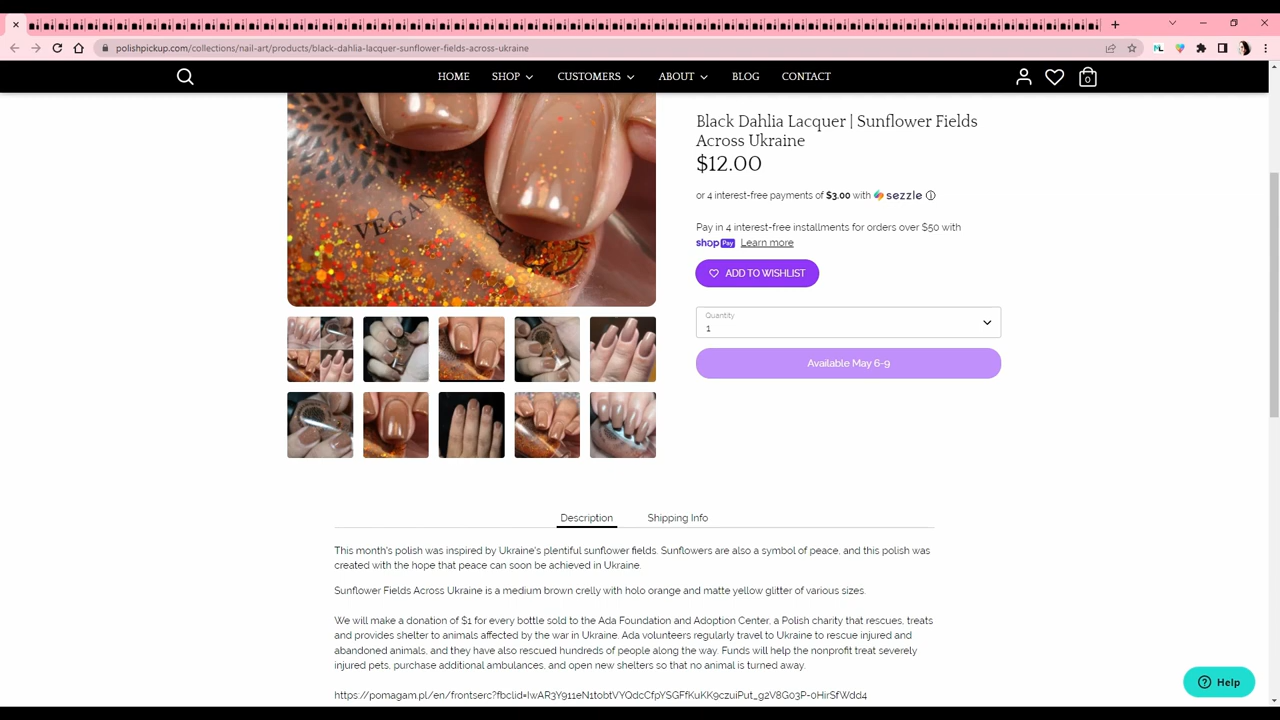 polishpickup.com/collections/nail-art/products/black-dahlia-lacquer-sunflower-fields-across-ukraine
HOME SHOP CUSTOMERS ABOUT BLOG CONTACT
0
VEGAN
Black Dahlia Lacquer | Sunflower Fields
Across Ukraine
$12.00
or 4 interest-free payments of $3.00 with sezzle
Pay in 4 interest-free installments for orders over $50 with
shop Pay Learn more
ADD TO WISHLIST
Quantity
1
Available May 6-9
Description Shipping Info
This month's polish was inspired by Ukraine's plentiful sunflower fields. Sunflowers are also a symbol of peace, and this polish was
created with the hope that peace can soon be achieved in Ukraine.
Sunflower Fields Across Ukraine is a medium brown crelly with holo orange and matte yellow glitter of various sizes.
We will make a donation of $1 for every bottle sold to the Ada Foundation and Adoption Center, a Polish charity that rescues, treats
and provides shelter to animals affected by the war in Ukraine. Ada volunteers regularly travel to Ukraine to rescue injured and
abandoned animals, and they have also rescued hundreds of people along the way. Funds will help the nonprofit treat severely
injured pets, purchase additional ambulances, and open new shelters so that no animal is turned away.
https://pomagam.pl/en/frontserc?fbclid=IwAR3Y911eN1tobtVYQdcCfpYSGFfKuKK9czuiPut_g2V8G03P-0HirSfWdd4
Help